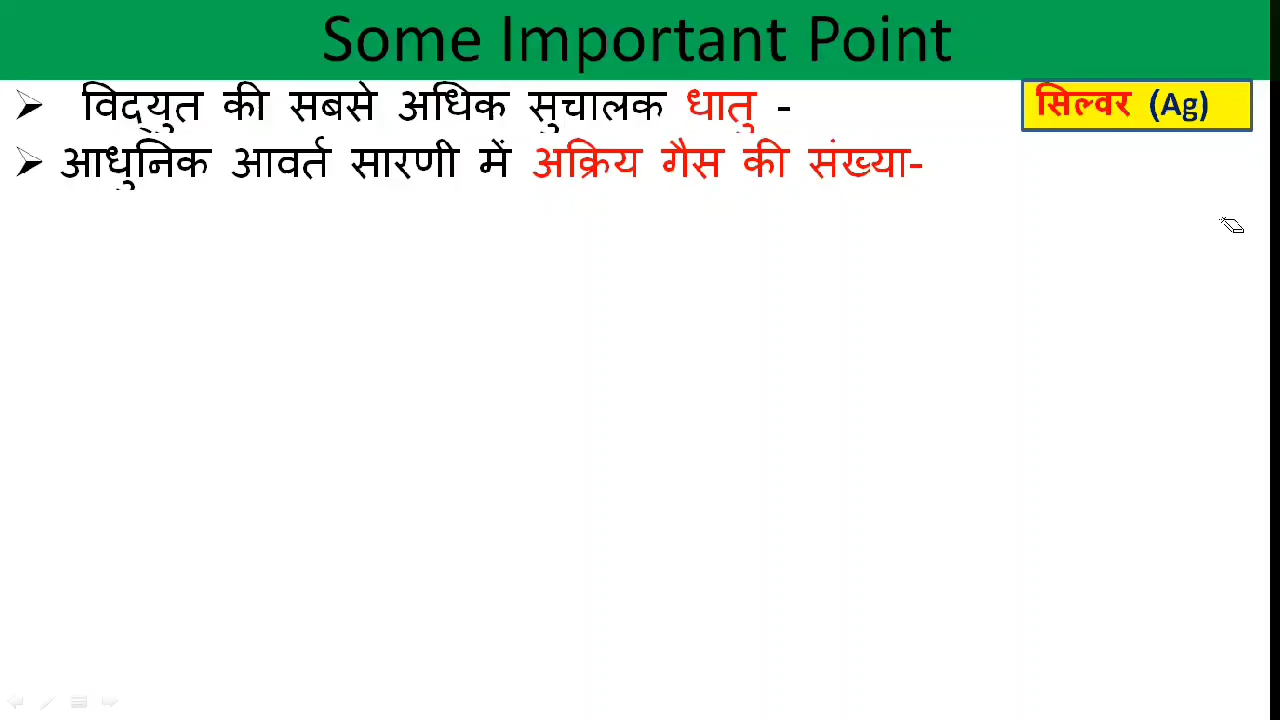 Some Important Point
➢ विद्युत की सबसे अधिक सुचालक धातु - सिल्वर (Ag)
➢ आधुनिक आवर्त सारणी में अक्रिय गैस की संख्या-